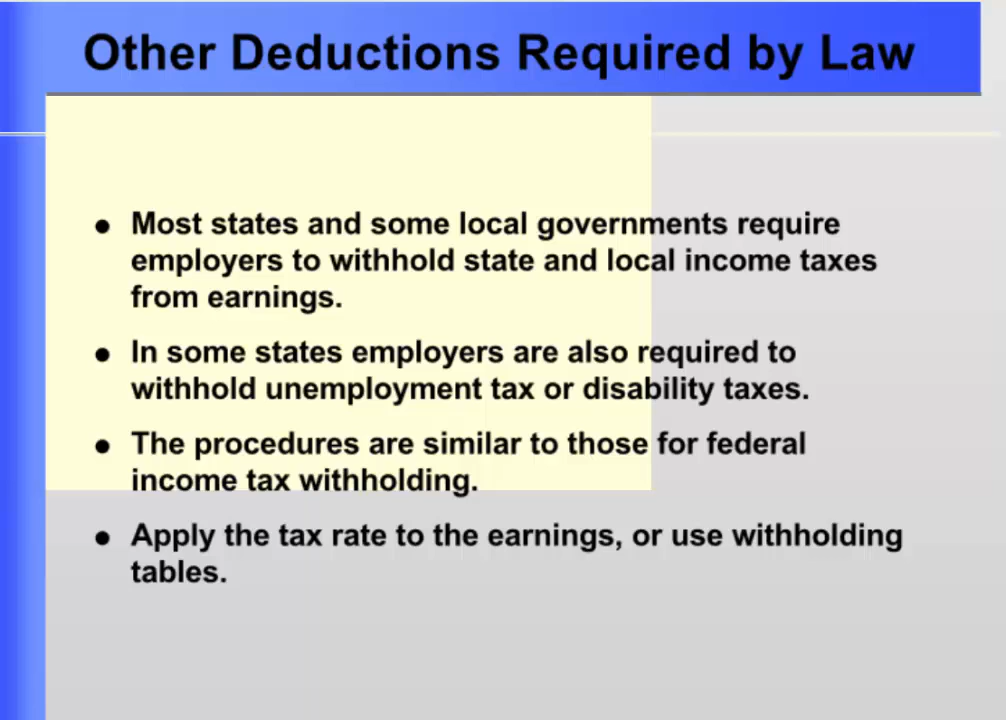 Other Deductions Required by Law
● Most states and some local governments require
employers to withhold state and local income taxes
from earnings.
● In some states employers are also required to
withhold unemployment tax or disability taxes.
● The procedures are similar to those for federal
income tax withholding.
● Apply the tax rate to the earnings, or use withholding
tables.